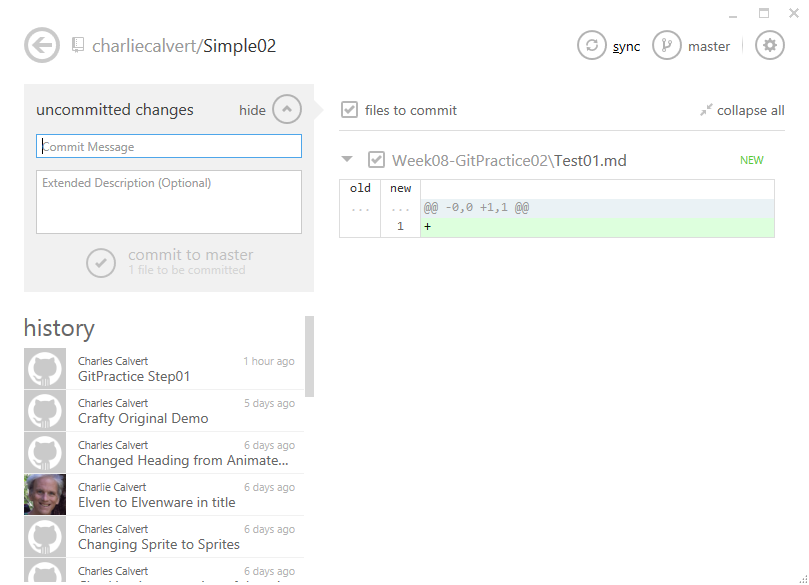 charliecalvert/Simple02
sync
master
uncommitted changes
hide
Commit Message
Extended Description (Optional)
commit to master
1 file to be committed
files to commit
collapse all
Week08-GitPractice02\Test01.md
NEW
old new
... ... @@ -0,0 +1,1 @@
1 +
history
Charles Calvert 1 hour ago
GitPractice Step01
Charles Calvert 5 days ago
Crafty Original Demo
Charles Calvert 6 days ago
Changed Heading from Animate...
Charlie Calvert 6 days ago
Elven to Elvenware in title
Charles Calvert 6 days ago
Changing Sprite to Sprites
Charles Calvert 6 days ago